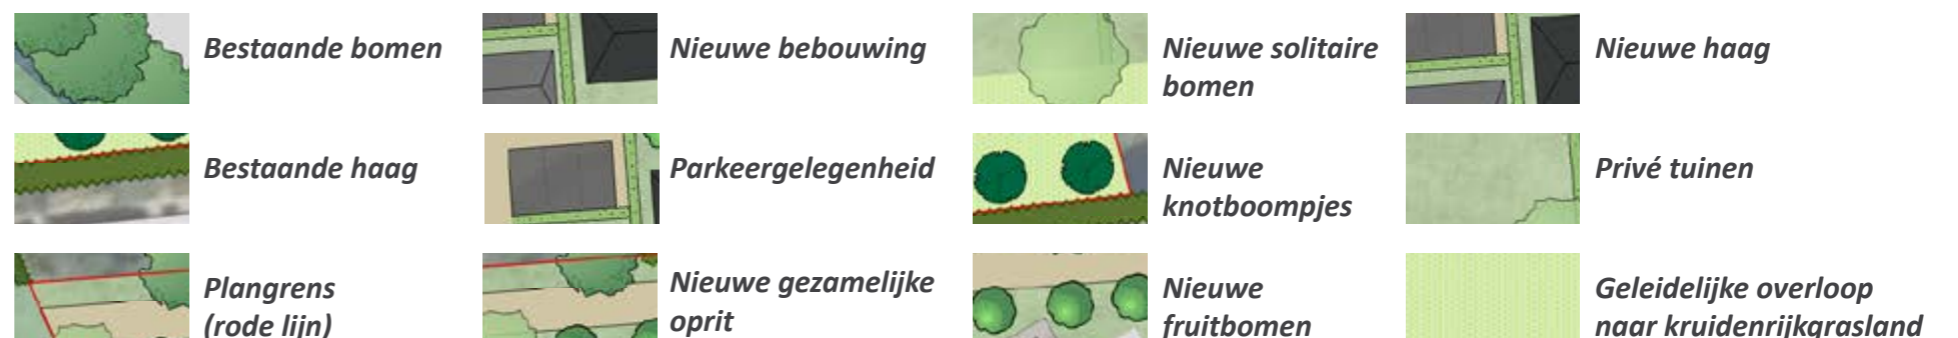 Bestaande bomen
Nieuwe bebouwing
Nieuwe solitaire
bomen
Nieuwe haag
Bestaande haag
Parkeergelegenheid
Nieuwe
knotboompjes
Privé tuinen
Plangrens
(rode lijn)
Nieuwe gezamelijke
oprit
Nieuwe
fruitbomen
Geleidelijke overloop
naar kruidenrijkgrasland